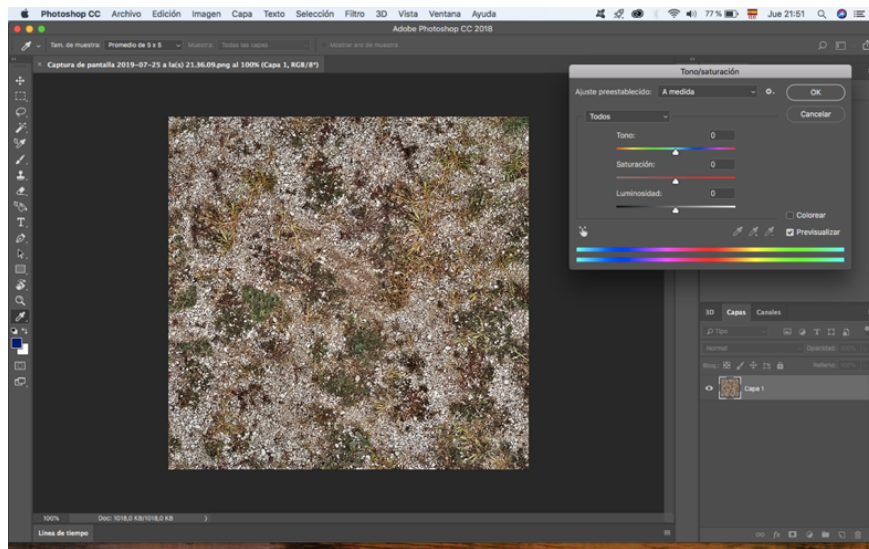 Photoshop CC Archivo Edición Imagen Capa Texto Selección Filtro 3D Vista Ventana Ayuda 77 % Jue 21:51
Adobe Photoshop CC 2018
Tam. de muestra: Promedio de 5 x 5 Muestra: Todas las capas Mostrar aro de muestra
× Captura de pantalla 2019-07-25 a la(s) 21.36.09.png al 100% (Capa 1, RGB/8*)
Tono/saturación
Ajuste preestablecido: A medida OK
Todos Cancelar
Tono: 0
Saturación: 0
Luminosidad: 0
Colorear
Previsualizar
3D Capas Canales
Tipo
Normal Opacidad: 100%
Bloq.: Relleno: 100%
Capa 1
100% Doc: 1018,0 KB/1018,0 KB
Línea de tiempo